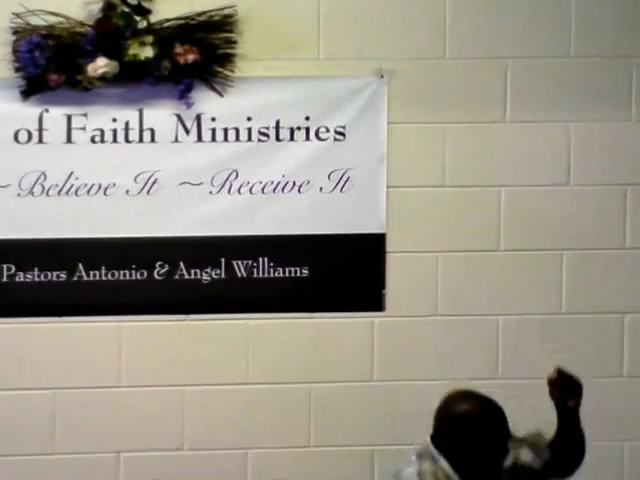 of Faith Ministries
~Believe It ~Receive It
Pastors Antonio & Angel Williams